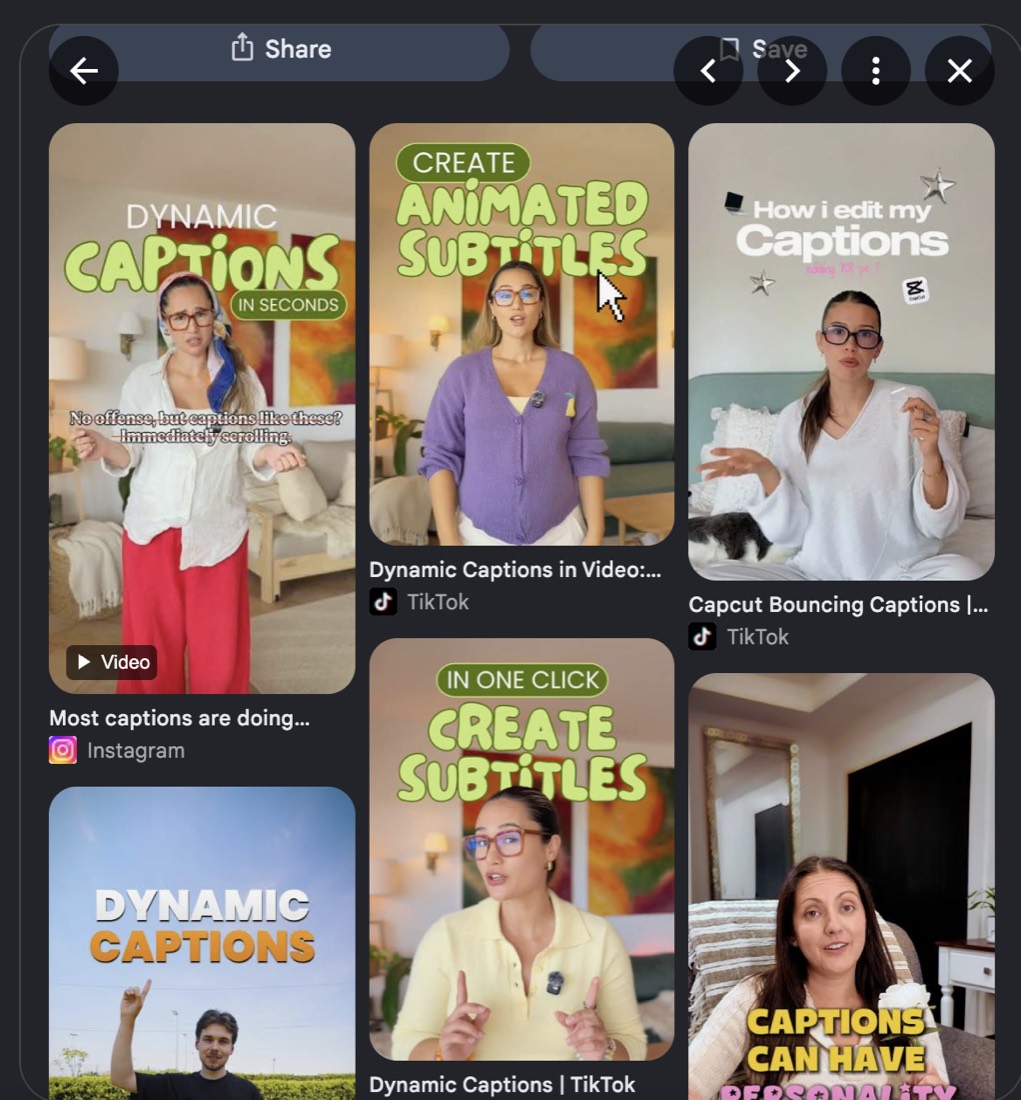 Share
Save
DYNAMIC
CAPTIONS
IN SECONDS
No offense, but captions like these?
Immediately scrolling.
Video
Most captions are doing...
Instagram
DYNAMIC
CAPTIONS
CREATE
ANIMATED
SUBTITLES
Dynamic Captions in Video:...
TikTok
IN ONE CLICK
CREATE
SUBTITLES
Dynamic Captions | TikTok
How i edit my
Captions
CapCut
Capcut Bouncing Captions |...
TikTok
CAPTIONS
CAN HAVE
PERSONALITY